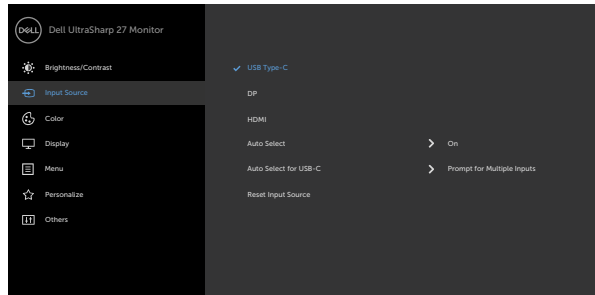 DELL Dell UltraSharp 27 Monitor
Brightness/Contrast
Input Source
Color
Display
Menu
Personalize
Others
USB Type-C
DP
HDMI
Auto Select On
Auto Select for USB-C Prompt for Multiple Inputs
Reset Input Source